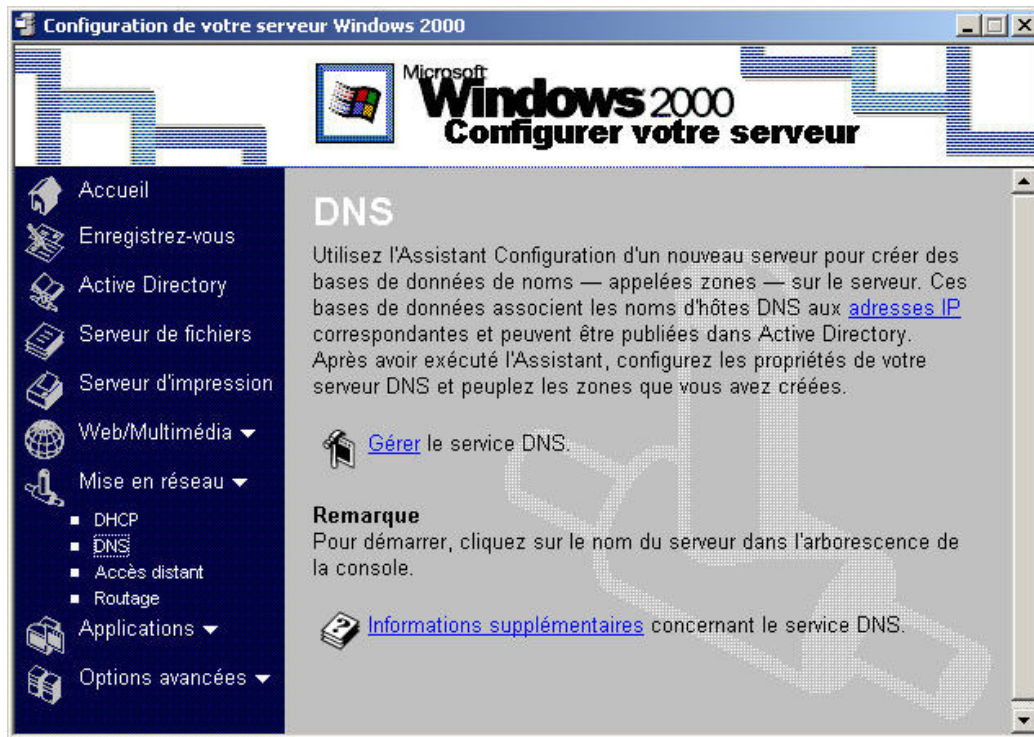 Configuration de votre serveur Windows 2000
Microsoft
Windows 2000
Configurer votre serveur
Accueil
Enregistrez-vous
Active Directory
Serveur de fichiers
Serveur d'impression
Web/Multimédia
Mise en réseau
DHCP
DNS
Accès distant
Routage
Applications
Options avancées
DNS
Utilisez l'Assistant Configuration d'un nouveau serveur pour créer des
bases de données de noms — appelées zones — sur le serveur. Ces
bases de données associent les noms d'hôtes DNS aux adresses IP
correspondantes et peuvent être publiées dans Active Directory.
Après avoir exécuté l'Assistant, configurez les propriétés de votre
serveur DNS et peuplez les zones que vous avez créées.
Gérer le service DNS.
Remarque
Pour démarrer, cliquez sur le nom du serveur dans l'arborescence de
la console.
Informations supplémentaires concernant le service DNS.